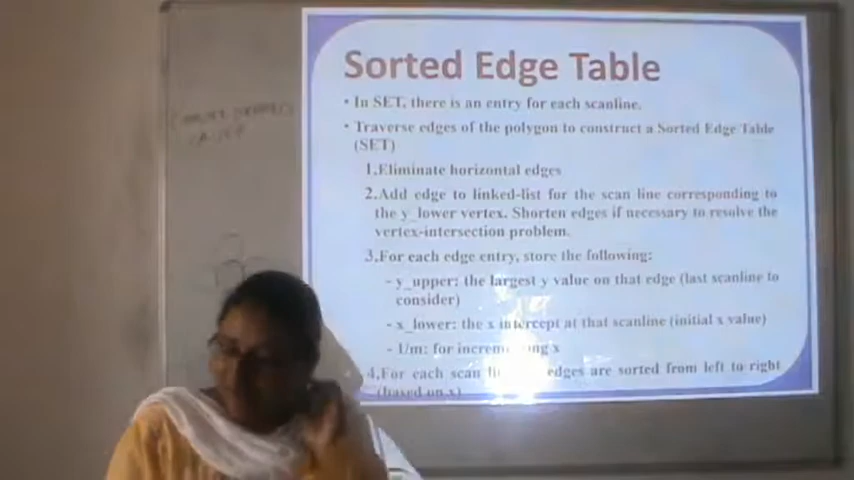 Sorted Edge Table
• In SET, there is an entry for each scanline.
• Traverse edges of the polygon to construct a Sorted Edge Table
(SET)
1.Eliminate horizontal edges
2.Add edge to linked-list for the scan line corresponding to
the y_lower vertex. Shorten edges if necessary to resolve the
vertex-intersection problem.
3.For each edge entry, store the following:
- y_upper: the largest y value on that edge (last scanline to
consider)
- x_lower: the x intercept at that scanline (initial x value)
- 1/m: for incrementing x
4.For each scan line edges are sorted from left to right
(based on x)